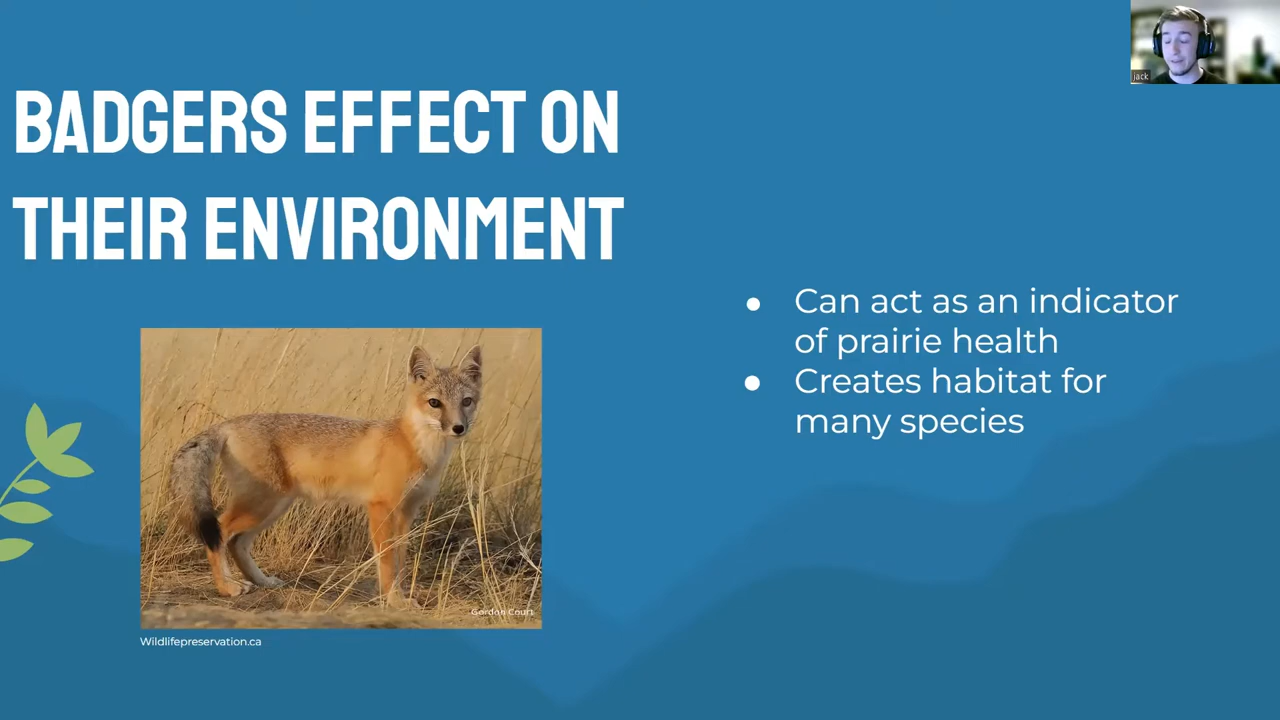 jack
BADGERS EFFECT ON
THEIR ENVIRONMENT
● Can act as an indicator
of prairie health
● Creates habitat for
many species
Gordon Court
Wildlifepreservation.ca